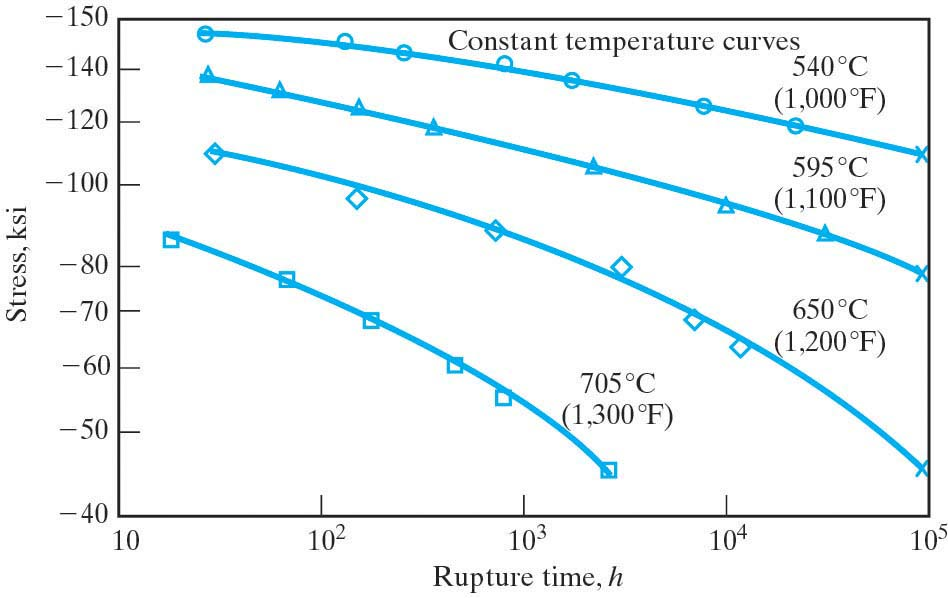 −150
Constant temperature curves
−140
540 °C
(1,000 °F)
−120
595 °C
(1,100 °F)
−100
Stress, ksi
−80
−70
650 °C
(1,200 °F)
−60
705 °C
(1,300 °F)
−50
−40
10
10²
10³
10⁴
10⁵
Rupture time, h